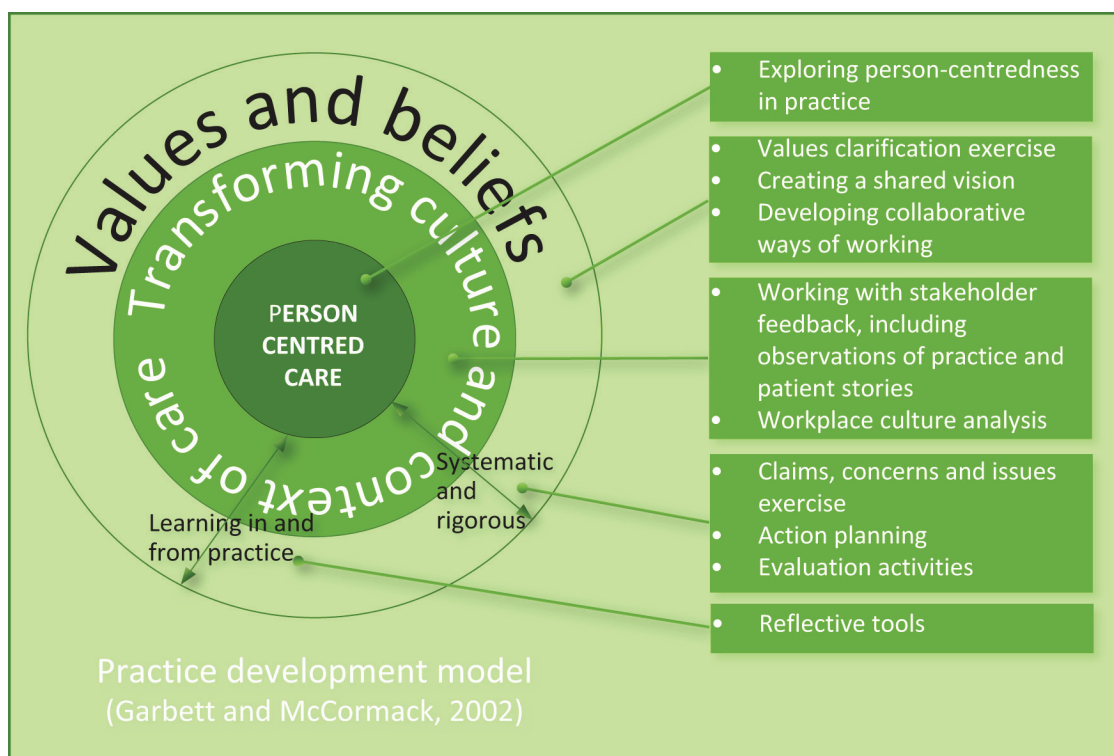 Values and beliefs
Transforming culture and context of care
PERSON
CENTRED
CARE
Systematic
and
rigorous
Learning in and
from practice
• Exploring person-centredness
in practice
• Values clarification exercise
• Creating a shared vision
• Developing collaborative
ways of working
• Working with stakeholder
feedback, including
observations of practice and
patient stories
• Workplace culture analysis
• Claims, concerns and issues
exercise
• Action planning
• Evaluation activities
• Reflective tools
Practice development model
(Garbett and McCormack, 2002)